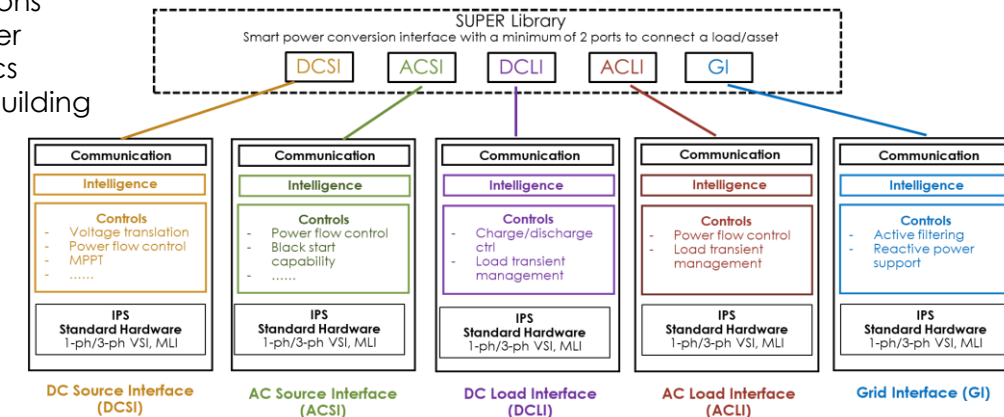 SUPER Library
Smart power conversion interface with a minimum of 2 ports to connect a load/asset
DCSI
ACSI
DCLI
ACLI
GI
uilding
Communication
Intelligence
Controls
- Voltage translation
- Power flow control
- MPPT
- ......
IPS
Standard Hardware
1-ph/3-ph VSI, MLI
DC Source Interface
(DCSI)
Communication
Intelligence
Controls
- Power flow control
- Black start
capability
- ......
IPS
Standard Hardware
1-ph/3-ph VSI, MLI
AC Source Interface
(ACSI)
Communication
Intelligence
Controls
- Charge/discharge
ctrl
- Load transient
management
IPS
Standard Hardware
1-ph/3-ph VSI, MLI
DC Load Interface
(DCLI)
Communication
Intelligence
Controls
- Power flow control
- Load transient
management
IPS
Standard Hardware
1-ph/3-ph VSI, MLI
AC Load Interface
(ACLI)
Communication
Intelligence
Controls
- Active filtering
- Reactive power
support
IPS
Standard Hardware
1-ph/3-ph VSI, MLI
Grid Interface (GI)